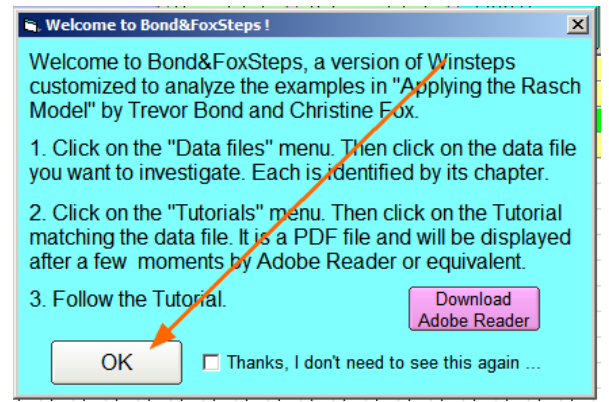 Welcome to Bond&FoxSteps !
Welcome to Bond&FoxSteps, a version of Winsteps
customized to analyze the examples in "Applying the Rasch
Model" by Trevor Bond and Christine Fox.
1. Click on the "Data files" menu. Then click on the data file
you want to investigate. Each is identified by its chapter.
2. Click on the "Tutorials" menu. Then click on the Tutorial
matching the data file. It is a PDF file and will be displayed
after a few moments by Adobe Reader or equivalent.
3. Follow the Tutorial.
Download
Adobe Reader
OK
Thanks, I don't need to see this again ...